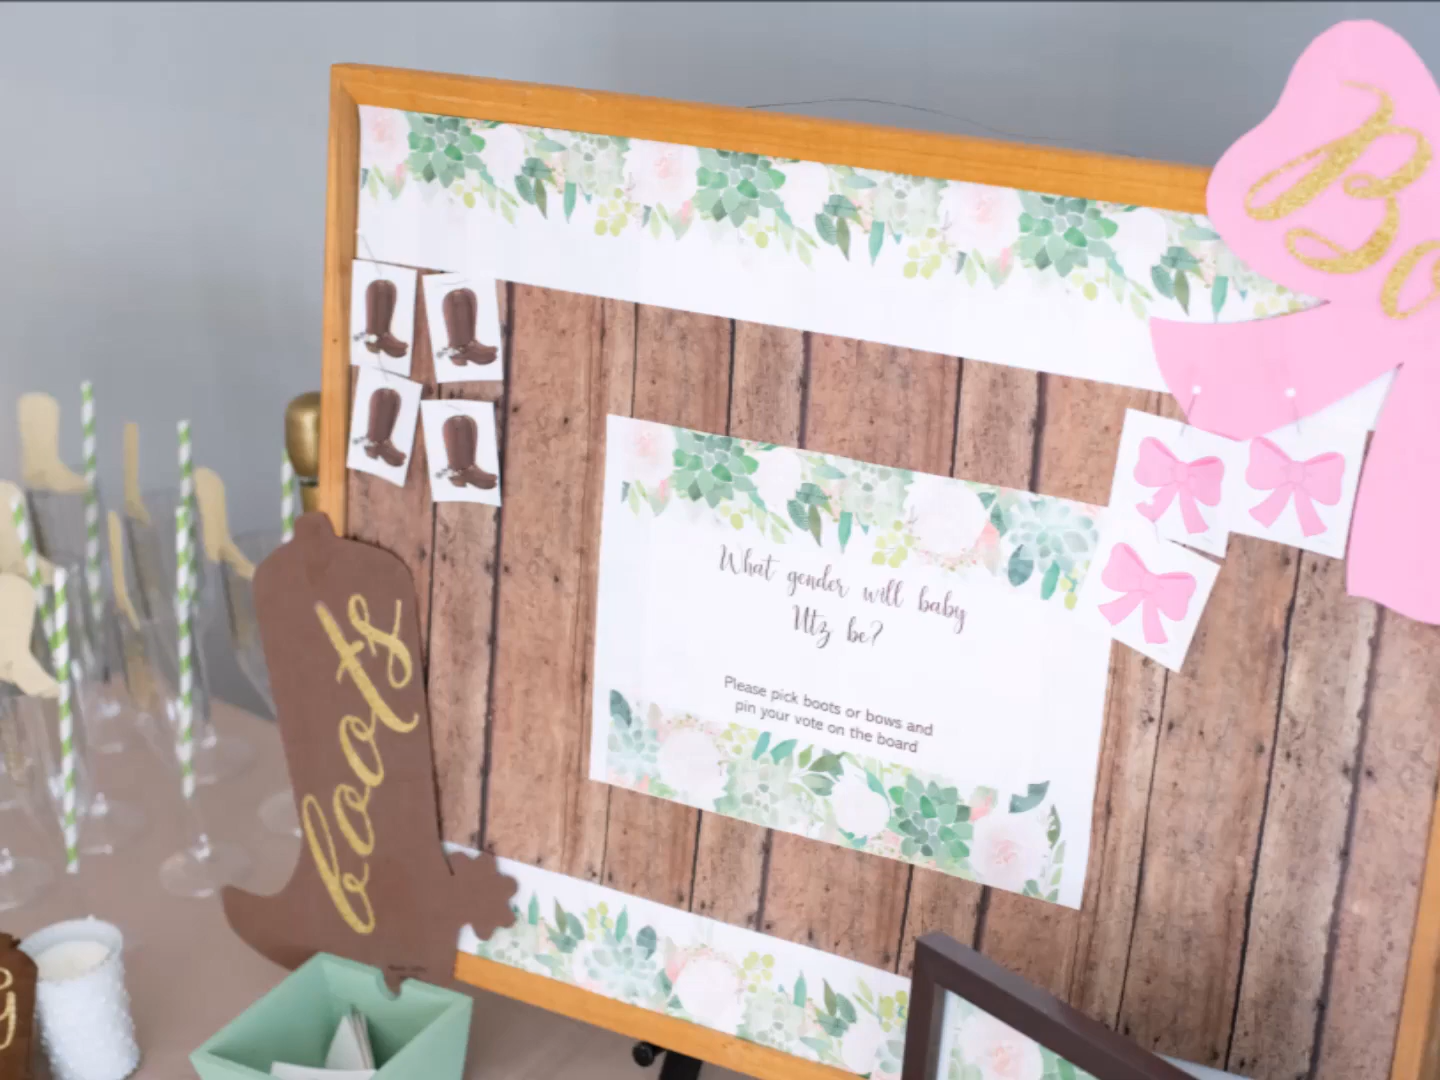 Bo
What gender will baby
Utz be?
Please pick boots or bows and
pin your vote on the board
boots